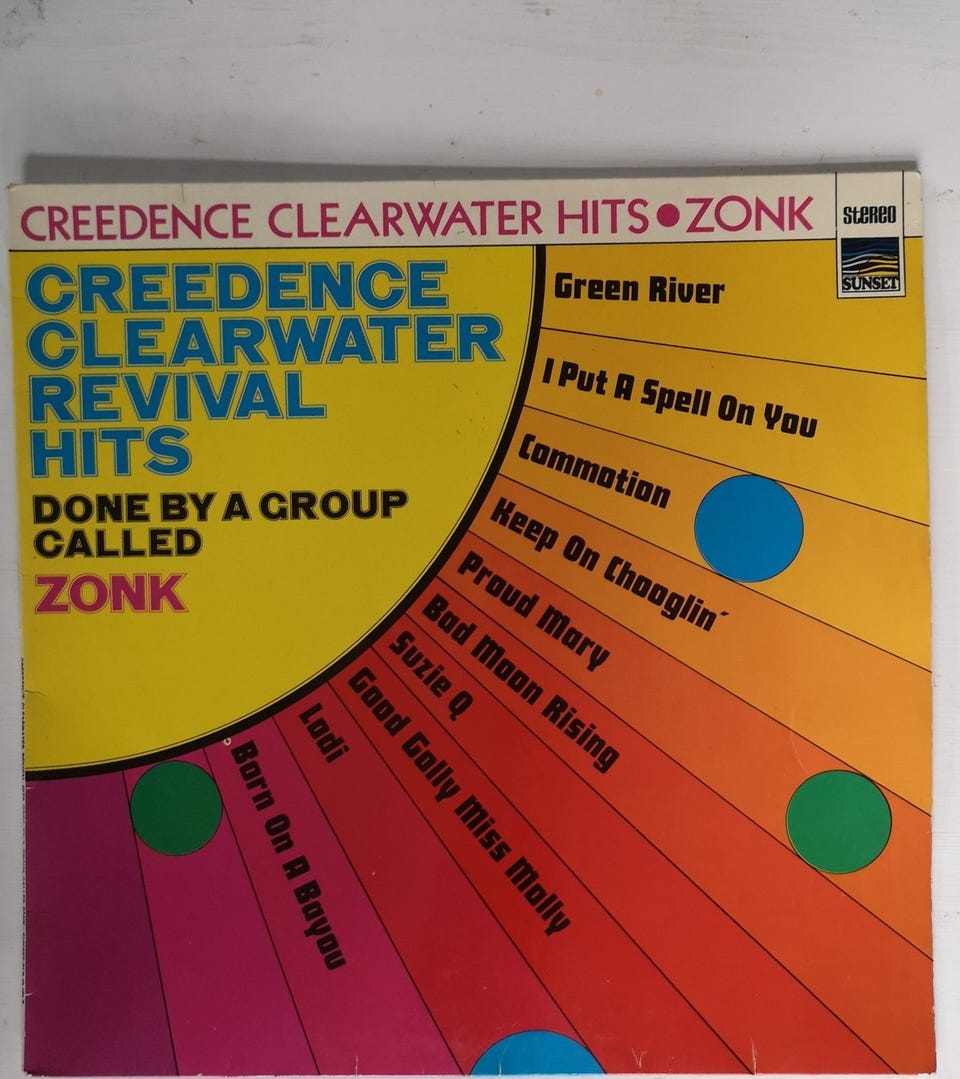 CREEDENCE CLEARWATER HITS•ZONK
STEREO
SUNSET
CREEDENCE
CLEARWATER
REVIVAL
HITS
DONE BY A GROUP
CALLED
ZONK
Green River
I Put A Spell On You
Commotion
Keep On Chooglin'
Proud Mary
Bad Moon Rising
Suzie Q
Good Golly Miss Molly
Lodi
Born On A Bayou